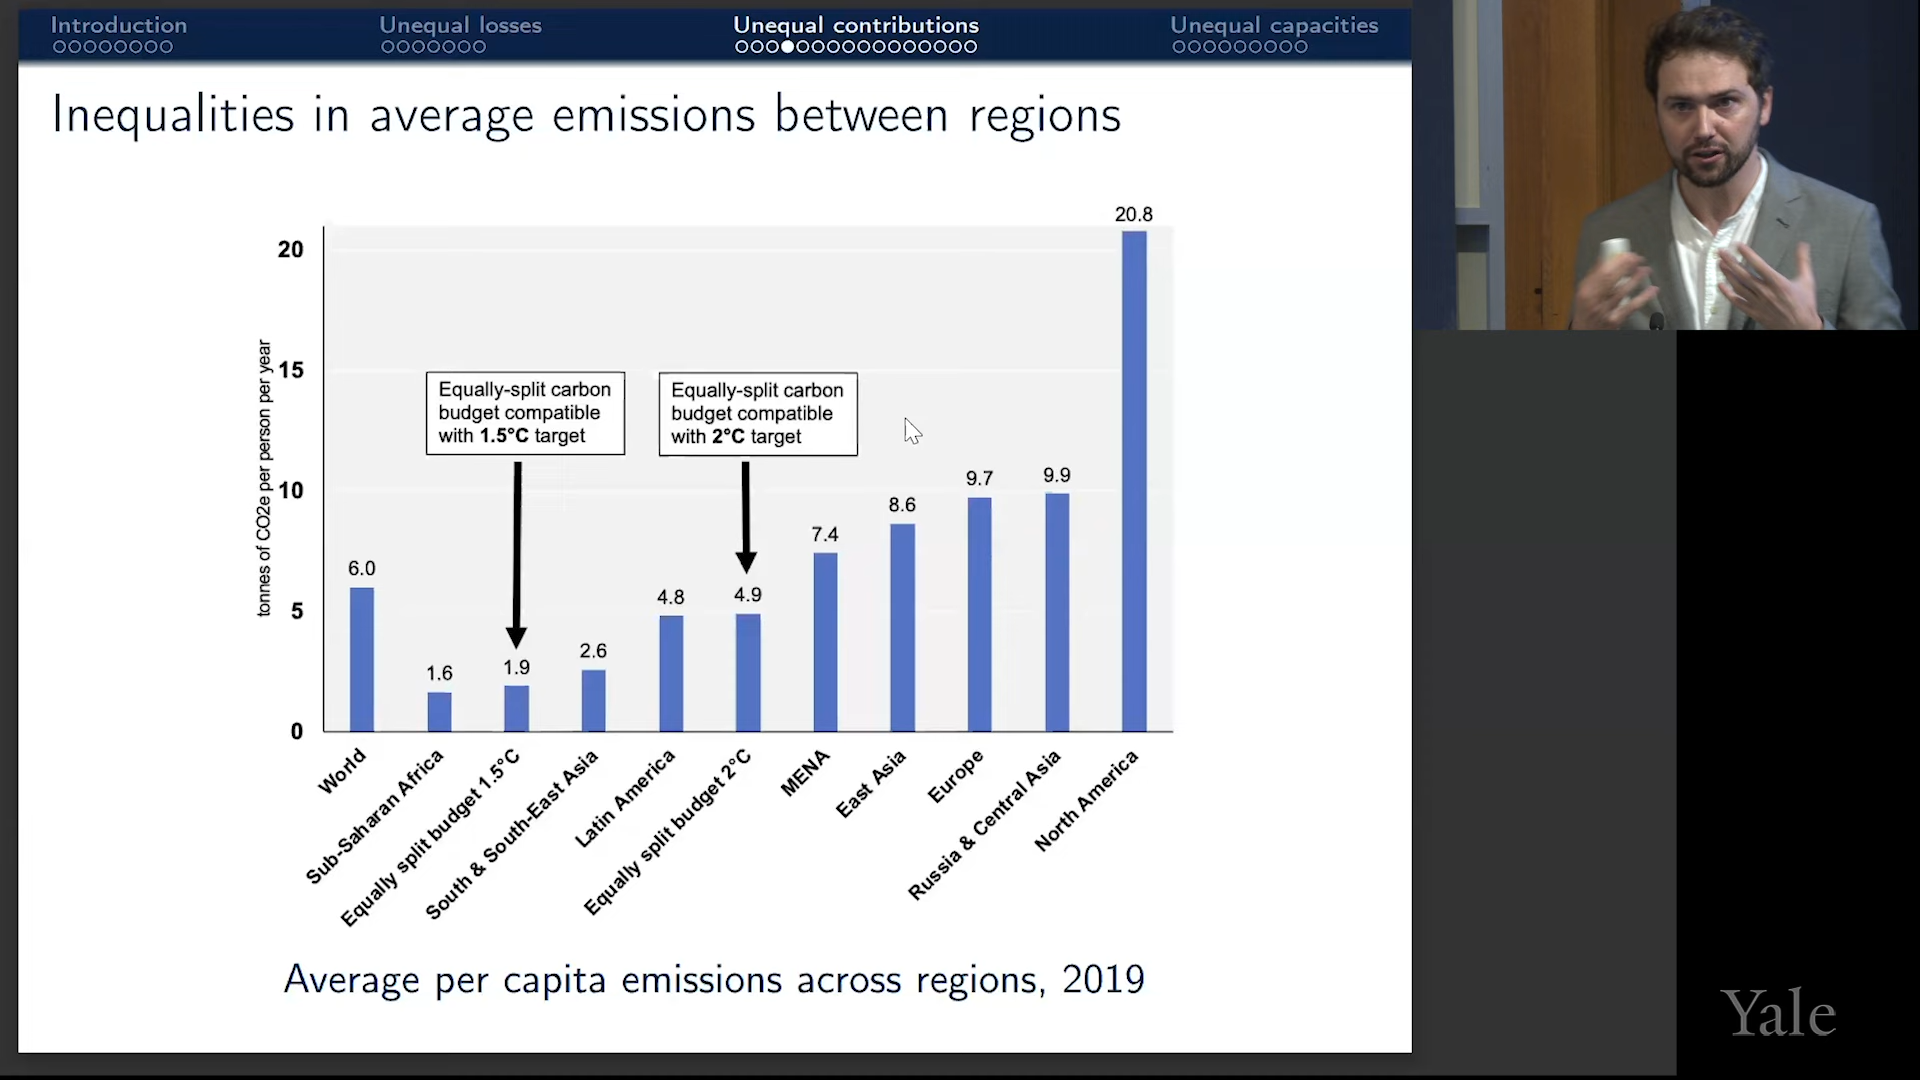 Introduction
Unequal losses
Unequal contributions
Unequal capacities
Inequalities in average emissions between regions
tonnes of CO2e per person per year
20
15
10
5
0
Equally-split carbon
budget compatible
with 1.5°C target
Equally-split carbon
budget compatible
with 2°C target
6.0
1.6
1.9
2.6
4.8
4.9
7.4
8.6
9.7
9.9
20.8
World
Sub-Saharan Africa
Equally split budget 1.5°C
South & South-East Asia
Latin America
Equally split budget 2°C
MENA
East Asia
Europe
Russia & Central Asia
North America
Average per capita emissions across regions, 2019
Yale